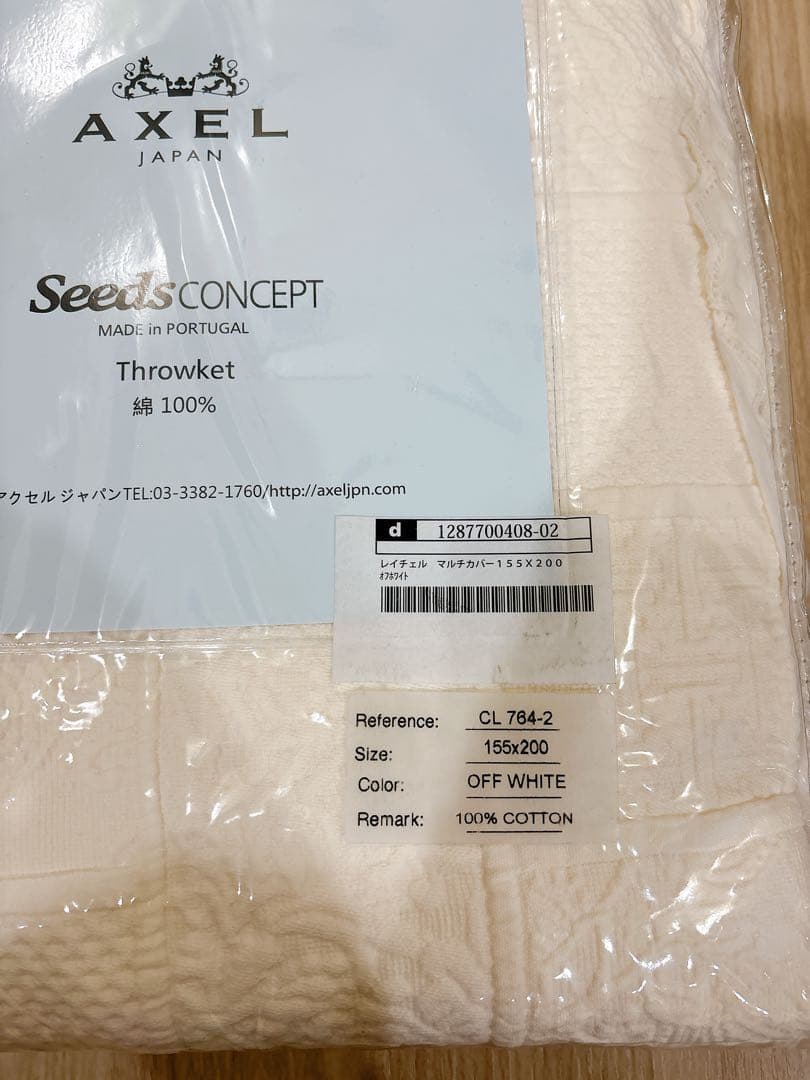 AXEL
JAPAN
Seeds CONCEPT
MADE in PORTUGAL
Throwket
綿 100%
アクセル ジャパンTEL:03-3382-1760/http://axeljpn.com
d 1287700408-02
レイチェル　マルチカバー１５５Ｘ２００
ｵﾌﾎﾜｲﾄ
Reference: CL 764-2
Size: 155x200
Color: OFF WHITE
Remark: 100% COTTON